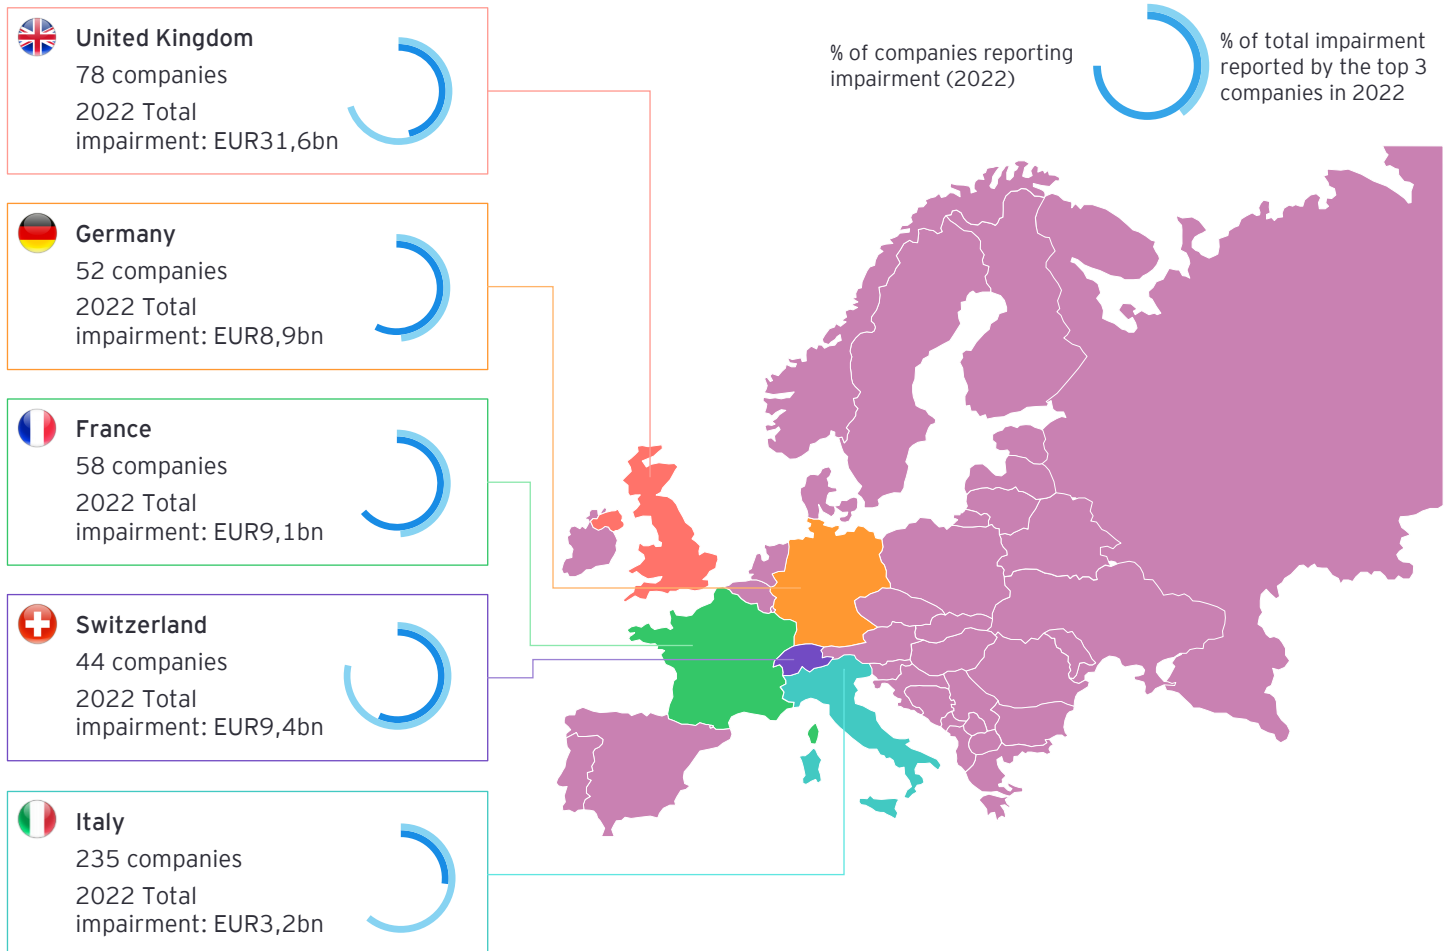 United Kingdom
78 companies
2022 Total
impairment: EUR31,6bn
% of companies reporting
impairment (2022)
% of total impairment
reported by the top 3
companies in 2022
Germany
52 companies
2022 Total
impairment: EUR8,9bn
France
58 companies
2022 Total
impairment: EUR9,1bn
Switzerland
44 companies
2022 Total
impairment: EUR9,4bn
Italy
235 companies
2022 Total
impairment: EUR3,2bn